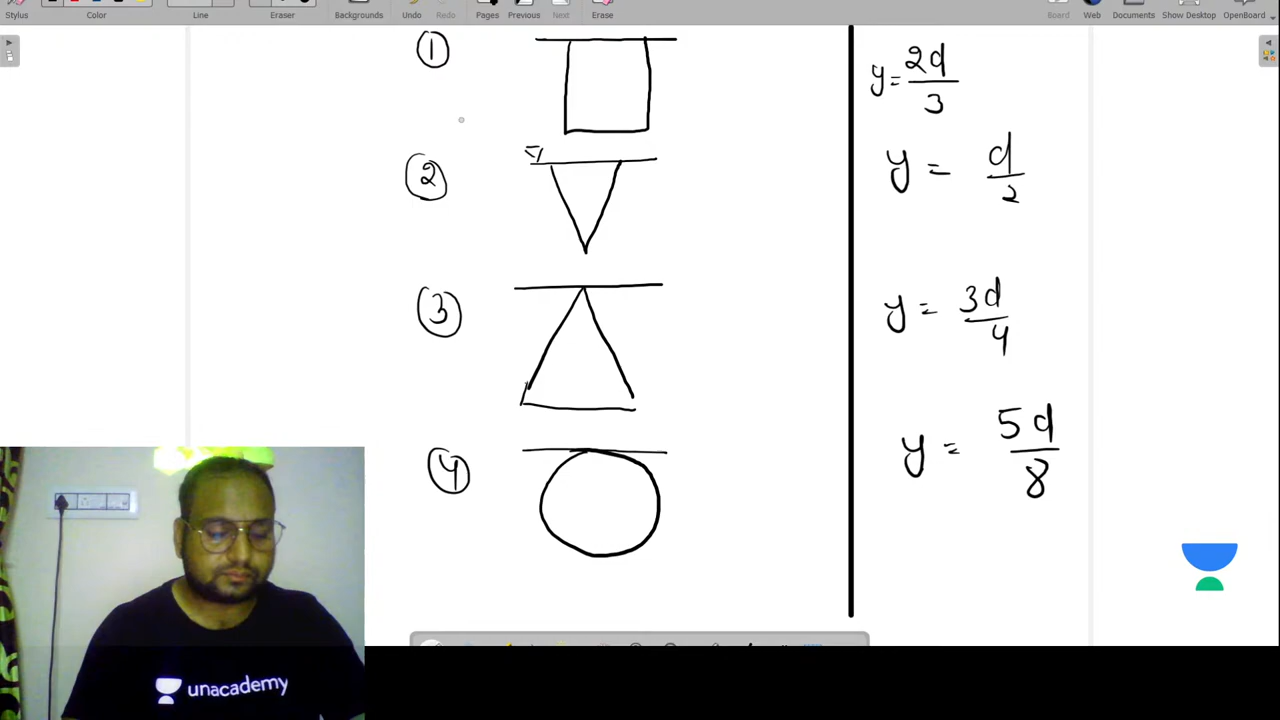 Stylus Color Line Eraser Backgrounds Undo Redo Pages Previous Next Erase Board Web Documents Show Desktop OpenBoard
1
y = 2d/3
2
y = d/2
3
y = 3d/4
4
y = 5d/8
unacademy